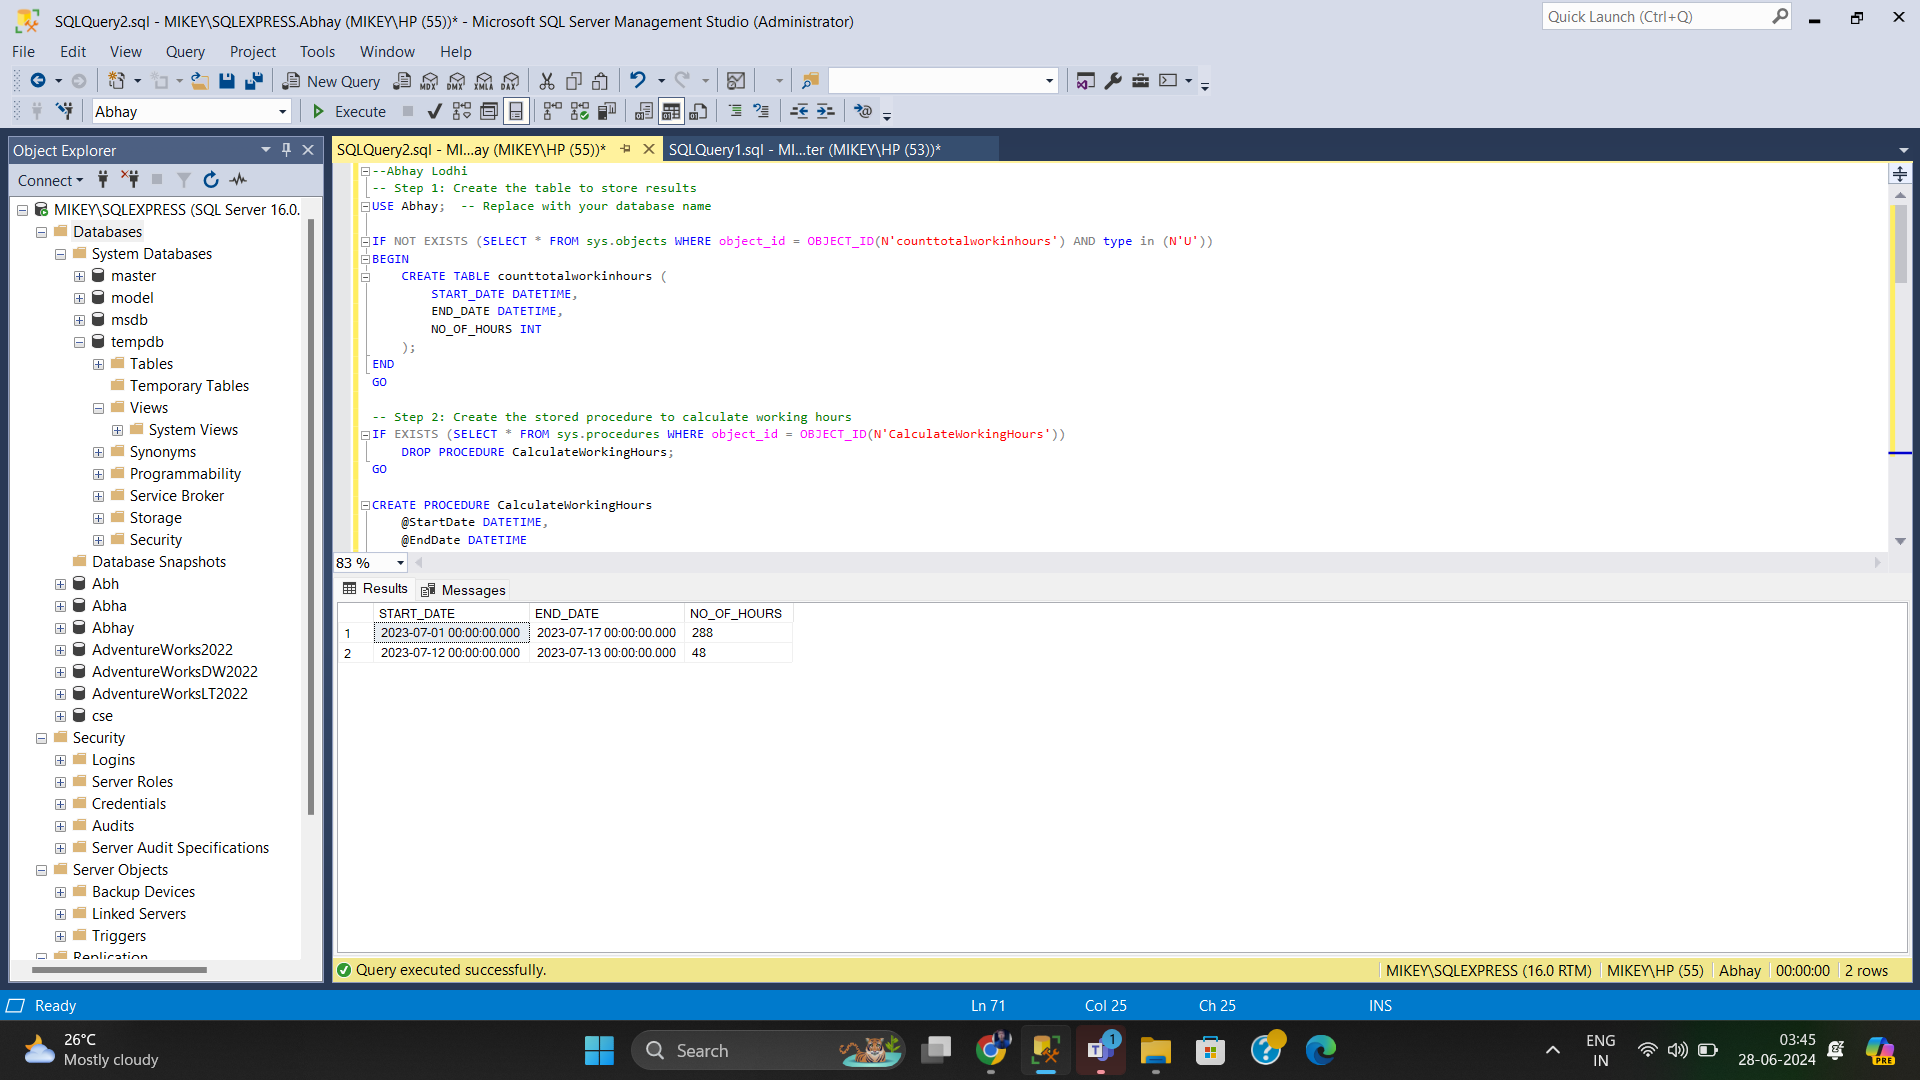 SQLQuery2.sql - MIKEY\SQLEXPRESS.Abhay (MIKEY\HP (55))* - Microsoft SQL Server Management Studio (Administrator)
Quick Launch (Ctrl+Q)
File Edit View Query Project Tools Window Help
New Query MDX DMX XMLA DAX
Abhay Execute
Object Explorer
SQLQuery2.sql - MI...ay (MIKEY\HP (55))* SQLQuery1.sql - MI...ter (MIKEY\HP (53))*
Connect
MIKEY\SQLEXPRESS (SQL Server 16.0.
Databases
System Databases
master
model
msdb
tempdb
Tables
Temporary Tables
Views
System Views
Synonyms
Programmability
Service Broker
Storage
Security
Database Snapshots
Abh
Abha
Abhay
AdventureWorks2022
AdventureWorksDW2022
AdventureWorksLT2022
cse
Security
Logins
Server Roles
Credentials
Audits
Server Audit Specifications
Server Objects
Backup Devices
Linked Servers
Triggers
Replication
--Abhay Lodhi
-- Step 1: Create the table to store results
USE Abhay;  -- Replace with your database name
IF NOT EXISTS (SELECT * FROM sys.objects WHERE object_id = OBJECT_ID(N'counttotalworkinhours') AND type in (N'U'))
BEGIN
CREATE TABLE counttotalworkinhours (
START_DATE DATETIME,
END_DATE DATETIME,
NO_OF_HOURS INT
);
END
GO
-- Step 2: Create the stored procedure to calculate working hours
IF EXISTS (SELECT * FROM sys.procedures WHERE object_id = OBJECT_ID(N'CalculateWorkingHours'))
DROP PROCEDURE CalculateWorkingHours;
GO
CREATE PROCEDURE CalculateWorkingHours
@StartDate DATETIME,
@EndDate DATETIME
83 %
Results Messages
START_DATE END_DATE NO_OF_HOURS
1 2023-07-01 00:00:00.000 2023-07-17 00:00:00.000 288
2 2023-07-12 00:00:00.000 2023-07-13 00:00:00.000 48
Query executed successfully. MIKEY\SQLEXPRESS (16.0 RTM) MIKEY\HP (55) Abhay 00:00:00 2 rows
Ready Ln 71 Col 25 Ch 25 INS
26°C
Mostly cloudy
Search
1
ENG
IN
03:45
28-06-2024
PRE